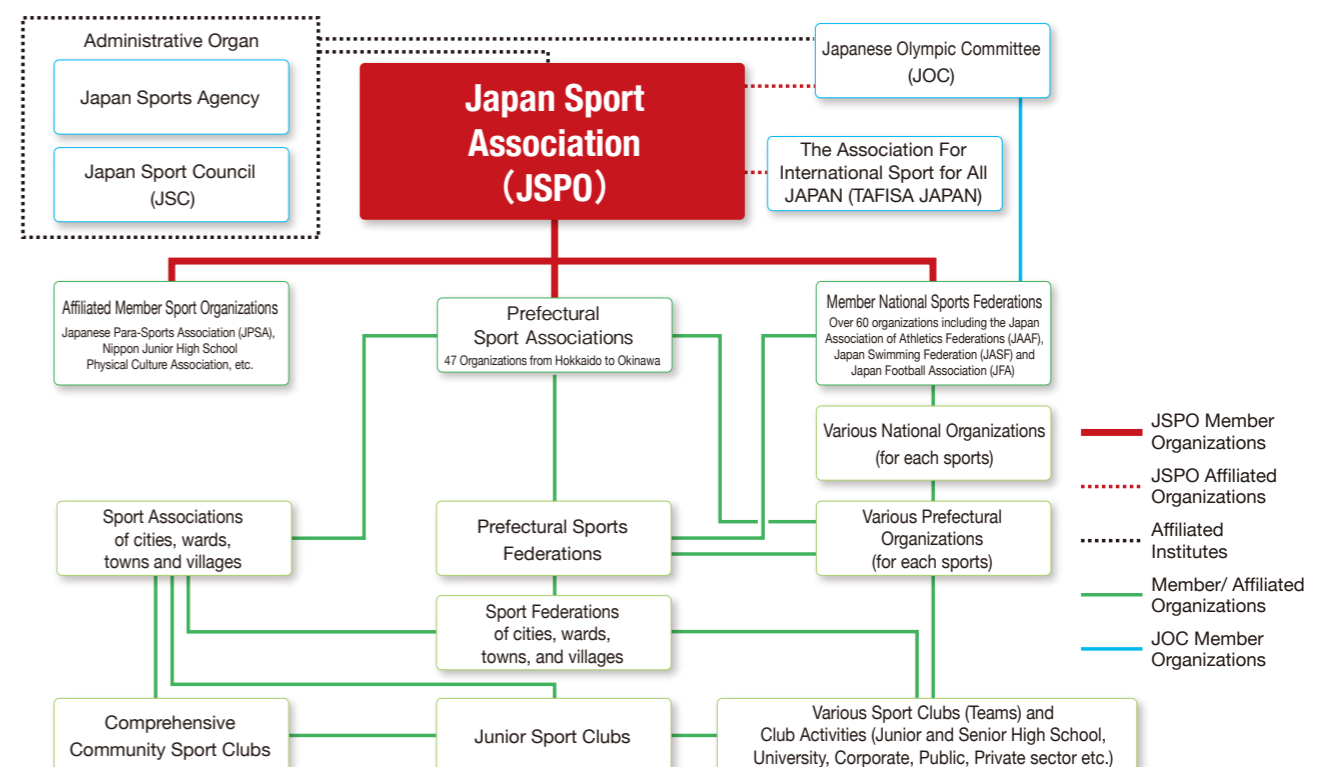 Administrative Organ
Japan Sports Agency
Japan Sport Council
(JSC)
Japan Sport
Association
(JSPO)
Japanese Olympic Committee
(JOC)
The Association For
International Sport for All
JAPAN (TAFISA JAPAN)
Affiliated Member Sport Organizations
Japanese Para-Sports Association (JPSA),
Nippon Junior High School
Physical Culture Association, etc.
Prefectural
Sport Associations
47 Organizations from Hokkaido to Okinawa
Member National Sports Federations
Over 60 organizations including the Japan
Association of Athletics Federations (JAAF),
Japan Swimming Federation (JASF) and
Japan Football Association (JFA)
Various National Organizations
(for each sports)
Sport Associations
of cities, wards,
towns and villages
Prefectural Sports
Federations
Various Prefectural
Organizations
(for each sports)
Sport Federations
of cities, wards,
towns, and villages
Comprehensive
Community Sport Clubs
Junior Sport Clubs
Various Sport Clubs (Teams) and
Club Activities (Junior and Senior High School,
University, Corporate, Public, Private sector etc.)
JSPO Member
Organizations
JSPO Affiliated
Organizations
Affiliated
Institutes
Member/ Affiliated
Organizations
JOC Member
Organizations